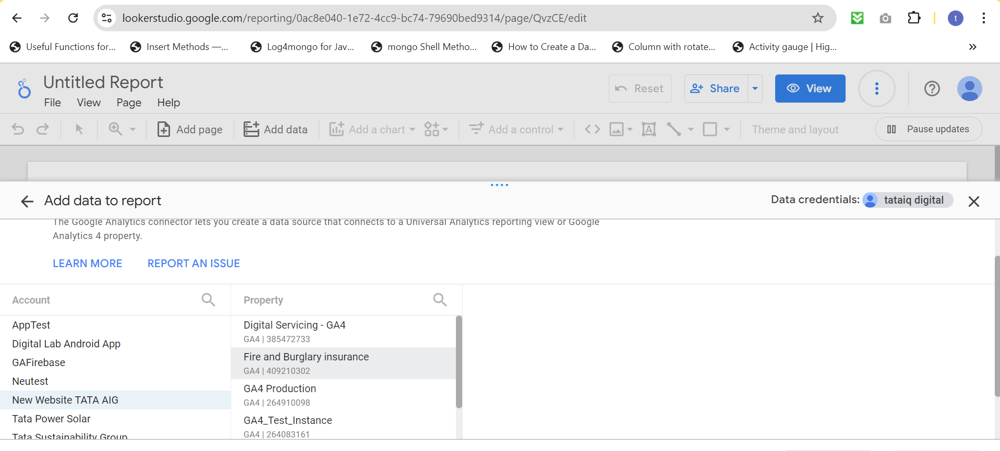 lookerstudio.google.com/reporting/0ac8e040-1e72-4cc9-bc74-79690bed9314/page/QvzCE/edit
t
Useful Functions for...
Insert Methods —...
Log4mongo for Jav...
mongo Shell Metho...
How to Create a Da...
Column with rotate...
Activity gauge | Hig...
»
Untitled Report
File View Page Help
Reset
Share
View
Add page
Add data
Add a chart
Add a control
Theme and layout
Pause updates
Add data to report
Data credentials: tataiq digital
The Google Analytics connector lets you create a data source that connects to a Universal Analytics reporting view or Google
Analytics 4 property.
LEARN MORE REPORT AN ISSUE
Account
AppTest
Digital Lab Android App
GAFirebase
Neutest
New Website TATA AIG
Tata Power Solar
Tata Sustainability Group
Property
Digital Servicing - GA4
GA4 | 385472733
Fire and Burglary insurance
GA4 | 409210302
GA4 Production
GA4 | 264910098
GA4_Test_Instance
GA4 | 264083161